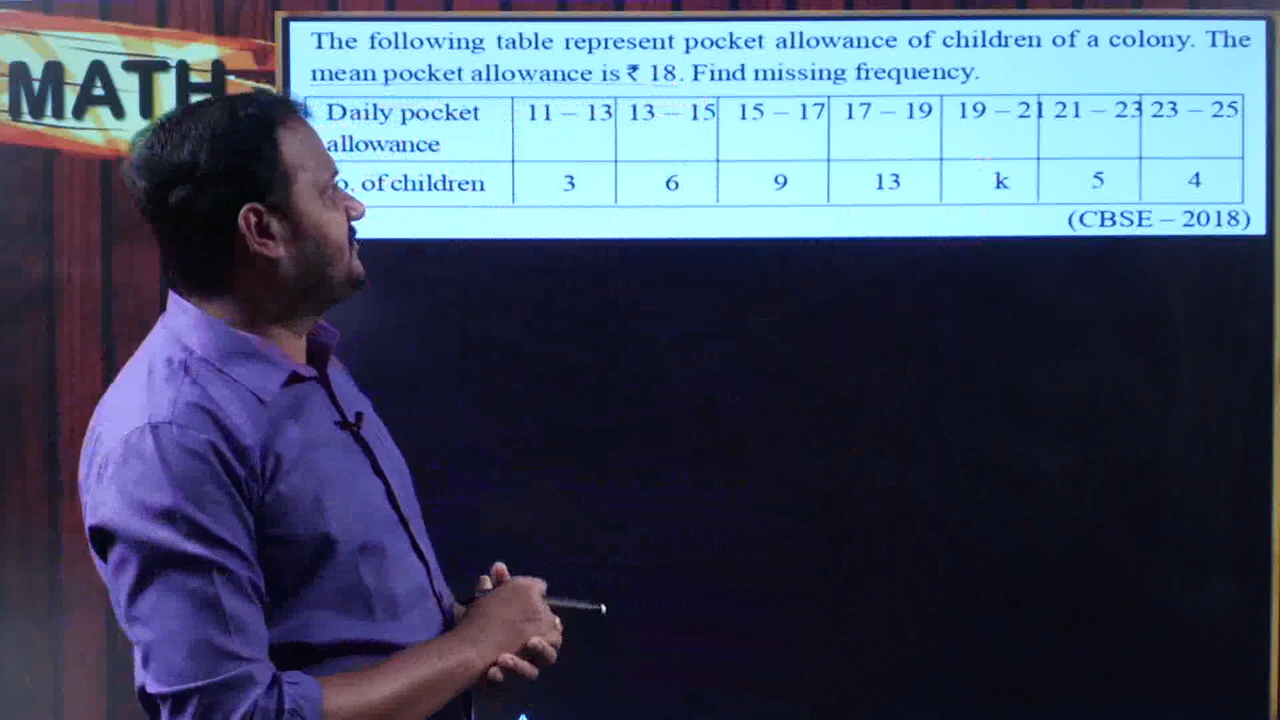 MATH
The following table represent pocket allowance of children of a colony. The
mean pocket allowance is ₹ 18. Find missing frequency.
Daily pocket allowance 11 – 13 13 – 15 15 – 17 17 – 19 19 – 21 21 – 23 23 – 25
o. of children 3 6 9 13 k 5 4
(CBSE – 2018)